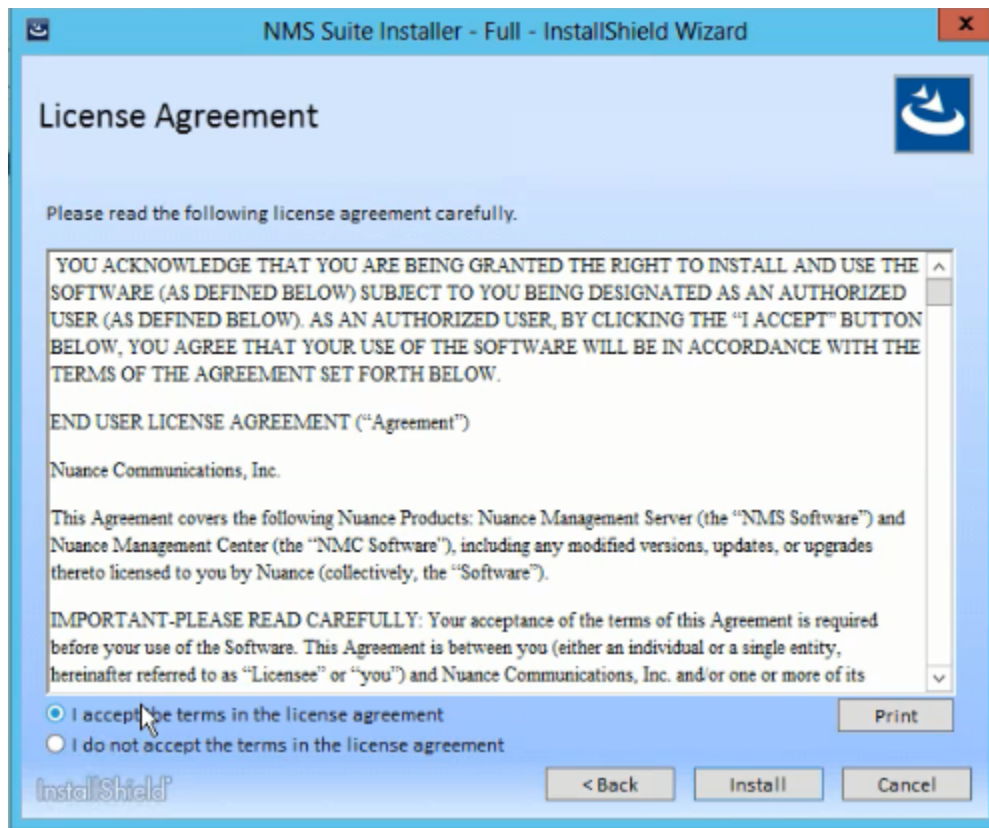 NMS Suite Installer - Full - InstallShield Wizard
x
License Agreement
Please read the following license agreement carefully.
YOU ACKNOWLEDGE THAT YOU ARE BEING GRANTED THE RIGHT TO INSTALL AND USE THE
SOFTWARE (AS DEFINED BELOW) SUBJECT TO YOU BEING DESIGNATED AS AN AUTHORIZED
USER (AS DEFINED BELOW). AS AN AUTHORIZED USER, BY CLICKING THE “I ACCEPT” BUTTON
BELOW, YOU AGREE THAT YOUR USE OF THE SOFTWARE WILL BE IN ACCORDANCE WITH THE
TERMS OF THE AGREEMENT SET FORTH BELOW.
END USER LICENSE AGREEMENT (“Agreement”)
Nuance Communications, Inc.
This Agreement covers the following Nuance Products: Nuance Management Server (the “NMS Software”) and
Nuance Management Center (the “NMC Software”), including any modified versions, updates, or upgrades
thereto licensed to you by Nuance (collectively, the “Software”).
IMPORTANT-PLEASE READ CAREFULLY: Your acceptance of the terms of this Agreement is required
before your use of the Software. This Agreement is between you (either an individual or a single entity,
hereinafter referred to as “Licensee” or “you”) and Nuance Communications, Inc. and/or one or more of its
I accept the terms in the license agreement
Print
I do not accept the terms in the license agreement
InstallShield
< Back
Install
Cancel